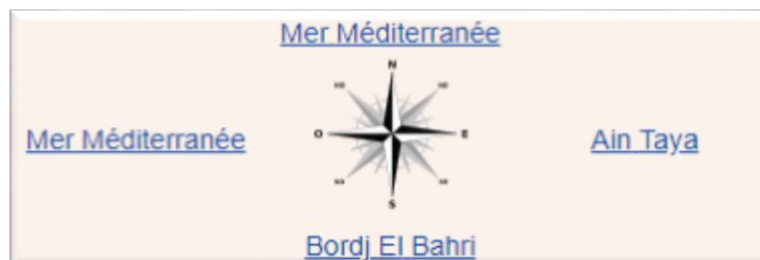 Mer Méditerranée
N
Mer Méditerranée
O
E
Ain Taya
S
Bordj El Bahri